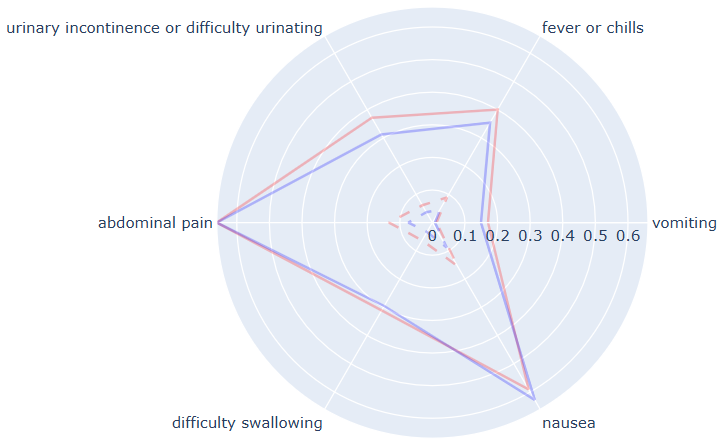 urinary incontinence or difficulty urinating
fever or chills
abdominal pain
vomiting
0 0.1 0.2 0.3 0.4 0.5 0.6
difficulty swallowing
nausea